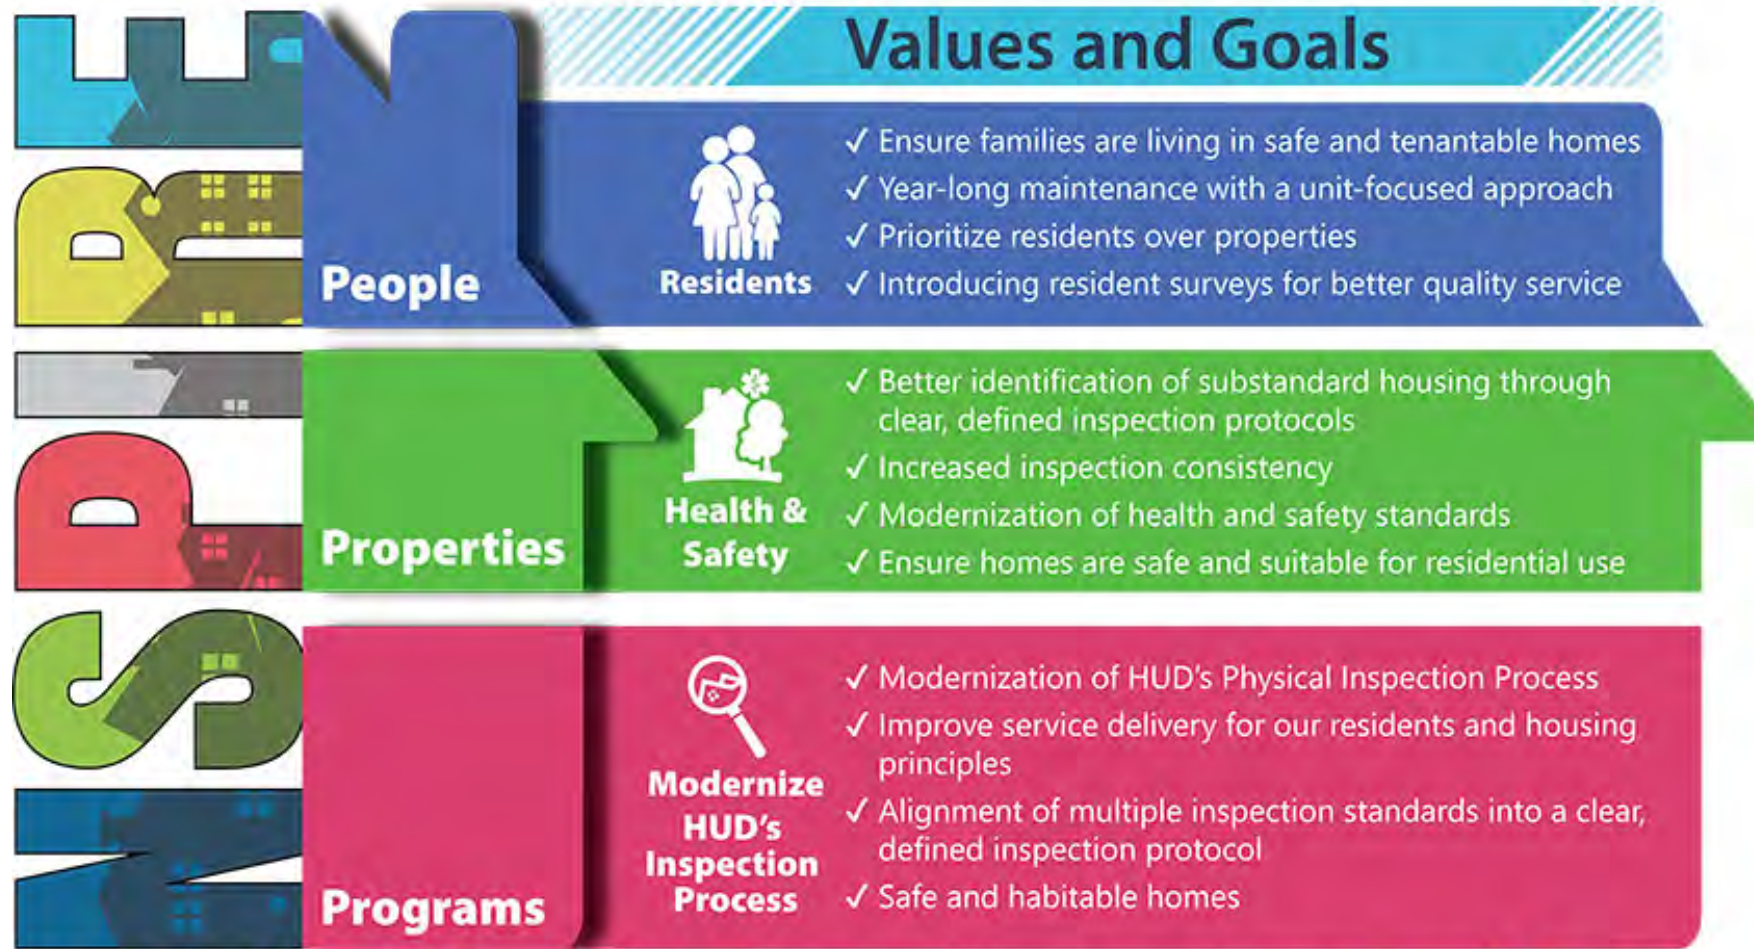 NSPIRE
Values and Goals
People
Residents
✓ Ensure families are living in safe and tenantable homes
✓ Year-long maintenance with a unit-focused approach
✓ Prioritize residents over properties
✓ Introducing resident surveys for better quality service
Properties
Health &
Safety
✓ Better identification of substandard housing through
clear, defined inspection protocols
✓ Increased inspection consistency
✓ Modernization of health and safety standards
✓ Ensure homes are safe and suitable for residential use
Programs
Modernize
HUD's
Inspection
Process
✓ Modernization of HUD's Physical Inspection Process
✓ Improve service delivery for our residents and housing
principles
✓ Alignment of multiple inspection standards into a clear,
defined inspection protocol
✓ Safe and habitable homes